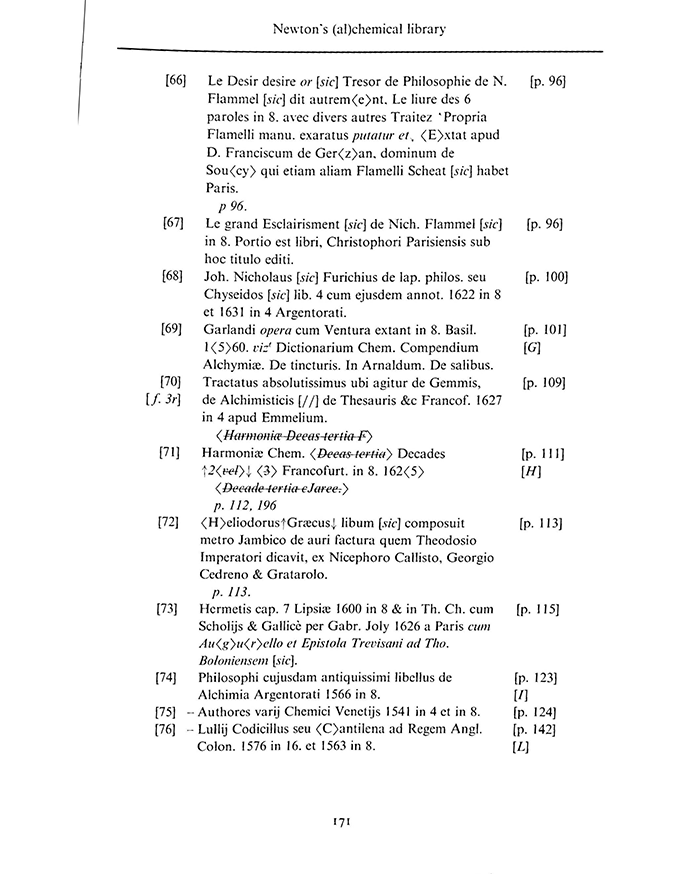 Newton's (al)chemical library
[66] Le Desir desire or [sic] Tresor de Philosophie de N. [p. 96]
Flammel [sic] dit autrem⟨e⟩nt, Le liure des 6
paroles in 8. avec divers autres Traitez ‛Propria
Flamelli manu. exaratus putatur et, ⟨E⟩xtat apud
D. Franciscum de Ger⟨z⟩an, dominum de
Sou⟨cy⟩ qui etiam aliam Flamelli Scheat [sic] habet
Paris.
p 96.
[67] Le grand Esclairisment [sic] de Nich. Flammel [sic] [p. 96]
in 8. Portio est libri, Christophori Parisiensis sub
hoc titulo editi.
[68] Joh. Nicholaus [sic] Furichius de lap. philos. seu [p. 100]
Chyseidos [sic] lib. 4 cum ejusdem annot. 1622 in 8
et 1631 in 4 Argentorati.
[69] Garlandi opera cum Ventura extant in 8. Basil. [p. 101]
1⟨5⟩60. viz' Dictionarium Chem. Compendium [G]
Alchymiæ. De tincturis. In Arnaldum. De salibus.
[70] Tractatus absolutissimus ubi agitur de Gemmis, [p. 109]
[f. 3r] de Alchimisticis [//] de Thesauris &c Francof. 1627
in 4 apud Emmelium.
⟨Harmoniæ Deeas tertia F⟩
[71] Harmoniæ Chem. ⟨Deeas tertia⟩ Decades [p. 111]
↑2⟨vel⟩↓ ⟨3⟩ Francofurt. in 8. 162⟨5⟩ [H]
⟨Decade tertia eJaree.⟩
p. 112, 196
[72] ⟨H⟩eliodorus↑Græcus↓ libum [sic] composuit [p. 113]
metro Jambico de auri factura quem Theodosio
Imperatori dicavit, ex Nicephoro Callisto, Georgio
Cedreno & Gratarolo.
p. 113.
[73] Hermetis cap. 7 Lipsiæ 1600 in 8 & in Th. Ch. cum [p. 115]
Scholijs & Gallicè per Gabr. Joly 1626 a Paris cum
Au⟨g⟩u⟨r⟩ello et Epistola Trevisani ad Tho.
Boloniensem [sic].
[74] Philosophi cujusdam antiquissimi libellus de [p. 123]
Alchimia Argentorati 1566 in 8. [I]
[75] – Authores varij Chemici Venetijs 1541 in 4 et in 8. [p. 124]
[76] – Lullij Codicillus seu ⟨C⟩antilena ad Regem Angl. [p. 142]
Colon. 1576 in 16. et 1563 in 8. [L]
171